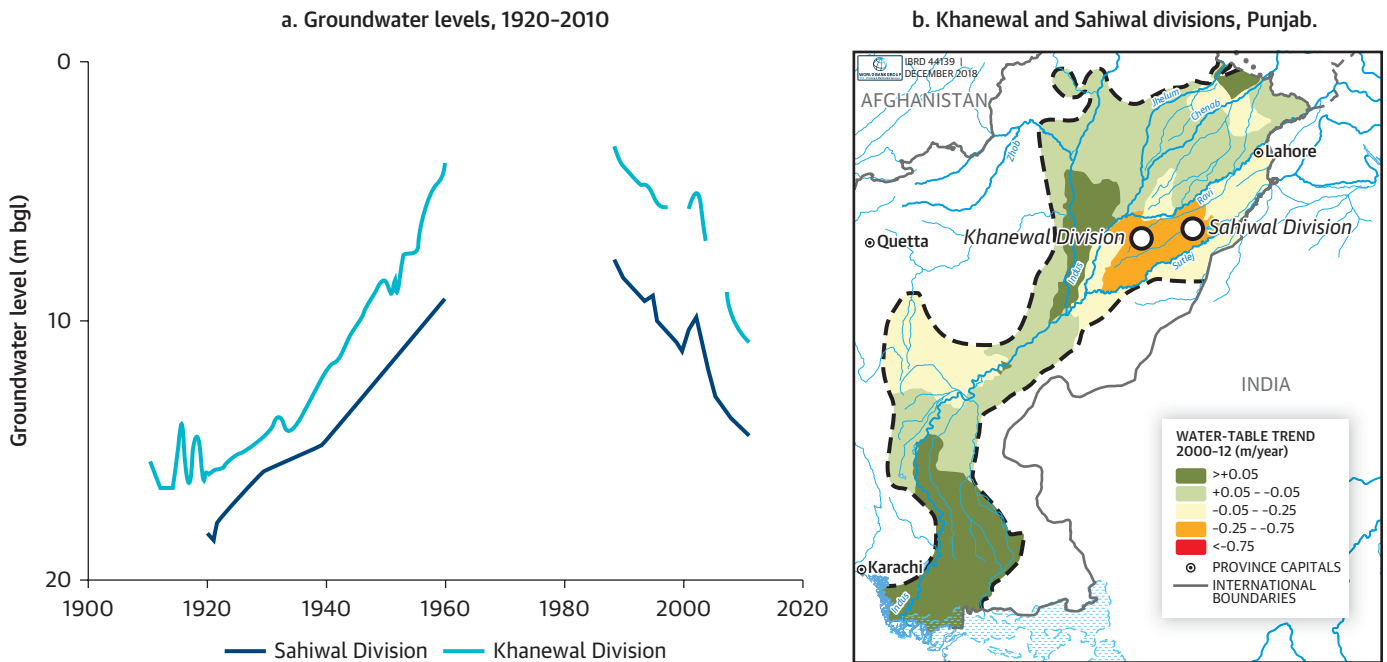 a. Groundwater levels, 1920–2010
0
10
20
Groundwater level (m bgl)
1900
1920
1940
1960
1980
2000
2020
Sahiwal Division
Khanewal Division
b. Khanewal and Sahiwal divisions, Punjab.
WORLD BANK GROUP
IBRD 44139 |
DECEMBER 2018
AFGHANISTAN
Jhelum
Chenab
Zhob
Lahore
Ravi
Quetta
Khanewal Division
Sahiwal Division
Sutlej
Indus
INDIA
Karachi
Indus
WATER-TABLE TREND
2000-12 (m/year)
>+0.05
+0.05 - -0.05
-0.05 - -0.25
-0.25 - -0.75
<-0.75
PROVINCE CAPITALS
INTERNATIONAL
BOUNDARIES